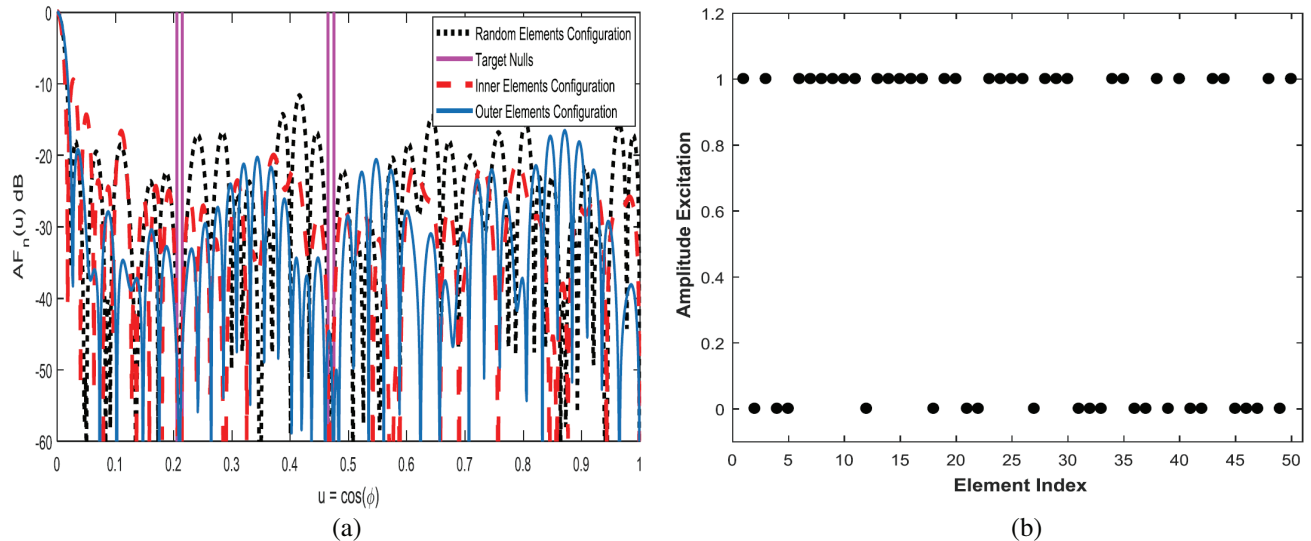 0
-10
-20
-30
-40
-50
-60
AF_n(u) dB
0 0.1 0.2 0.3 0.4 0.5 0.6 0.7 0.8 0.9 1
u = cos(ϕ)
Random Elements Configuration
Target Nulls
Inner Elements Configuration
Outer Elements Configuration
(a)
1.2
1
0.8
0.6
0.4
0.2
0
Amplitude Excitation
0 5 10 15 20 25 30 35 40 45 50
Element Index
(b)